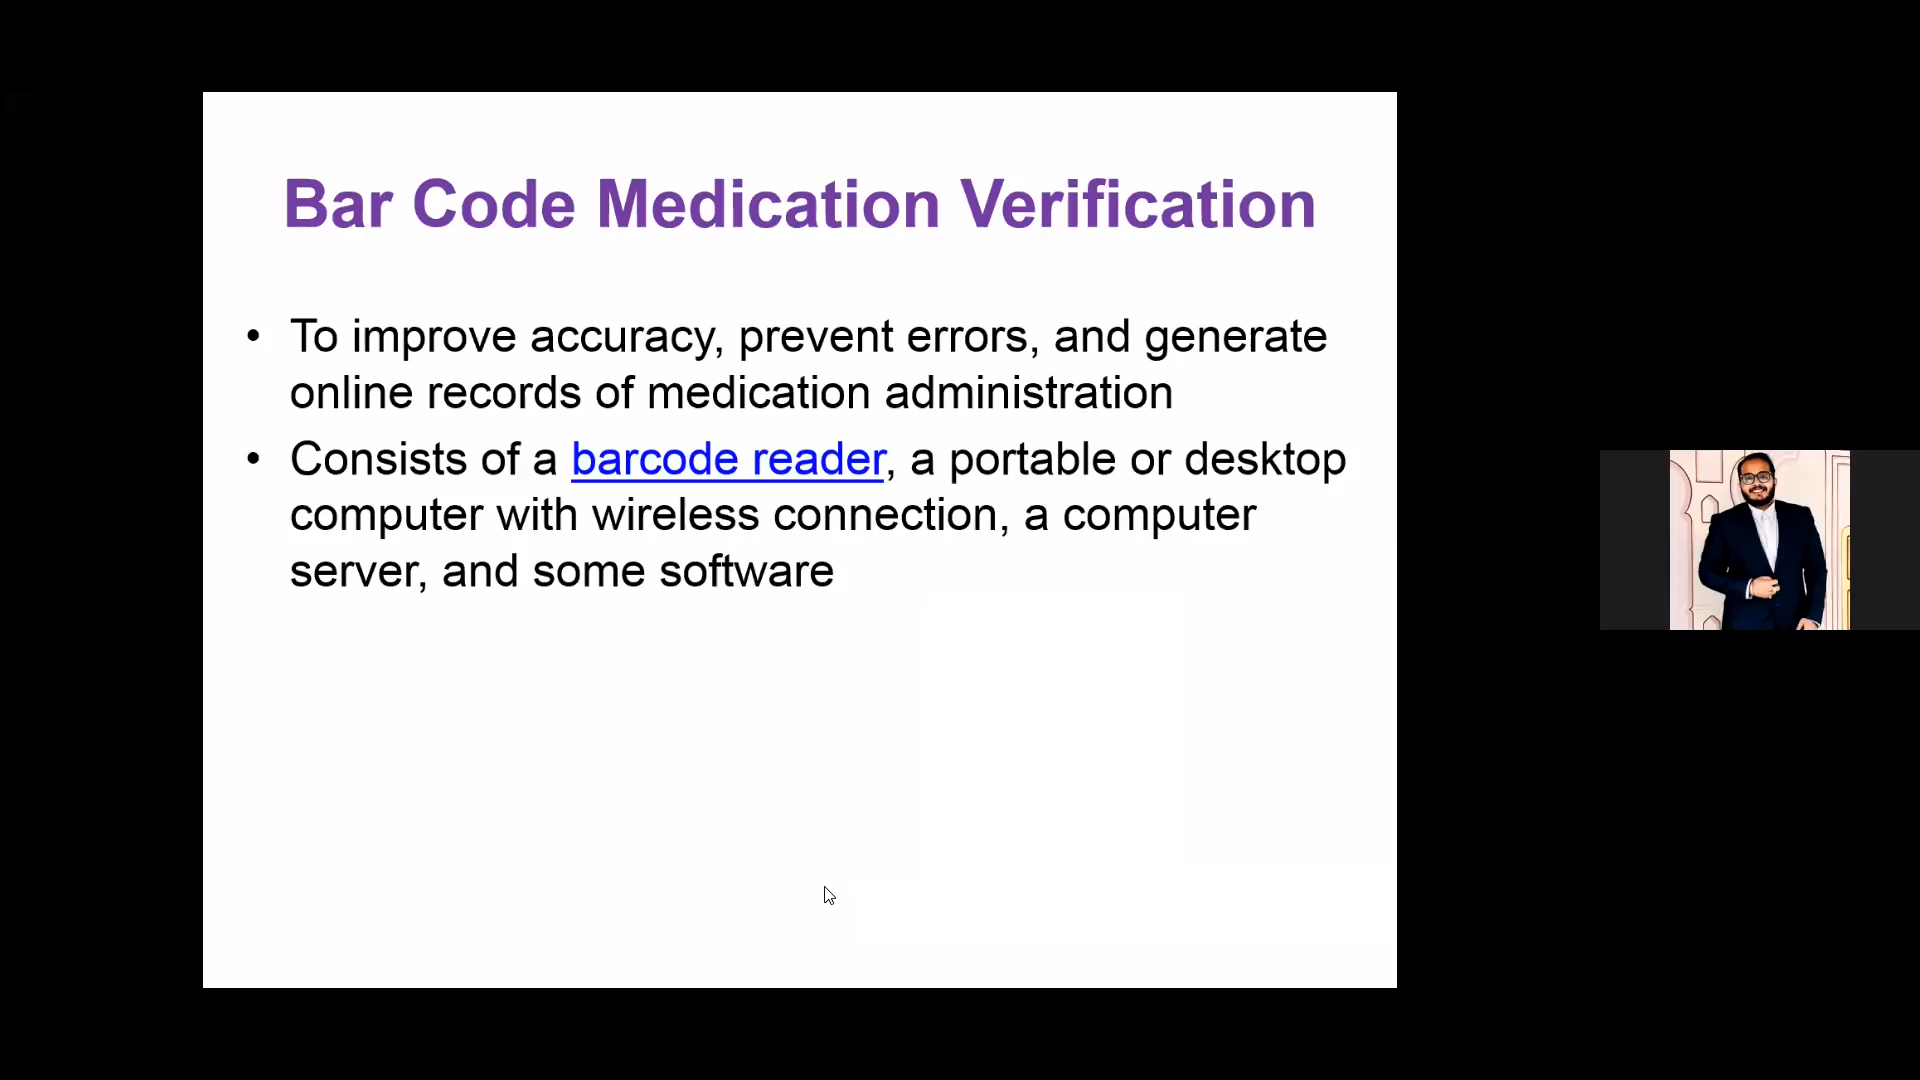 Bar Code Medication Verification
• To improve accuracy, prevent errors, and generate
online records of medication administration
• Consists of a barcode reader, a portable or desktop
computer with wireless connection, a computer
server, and some software